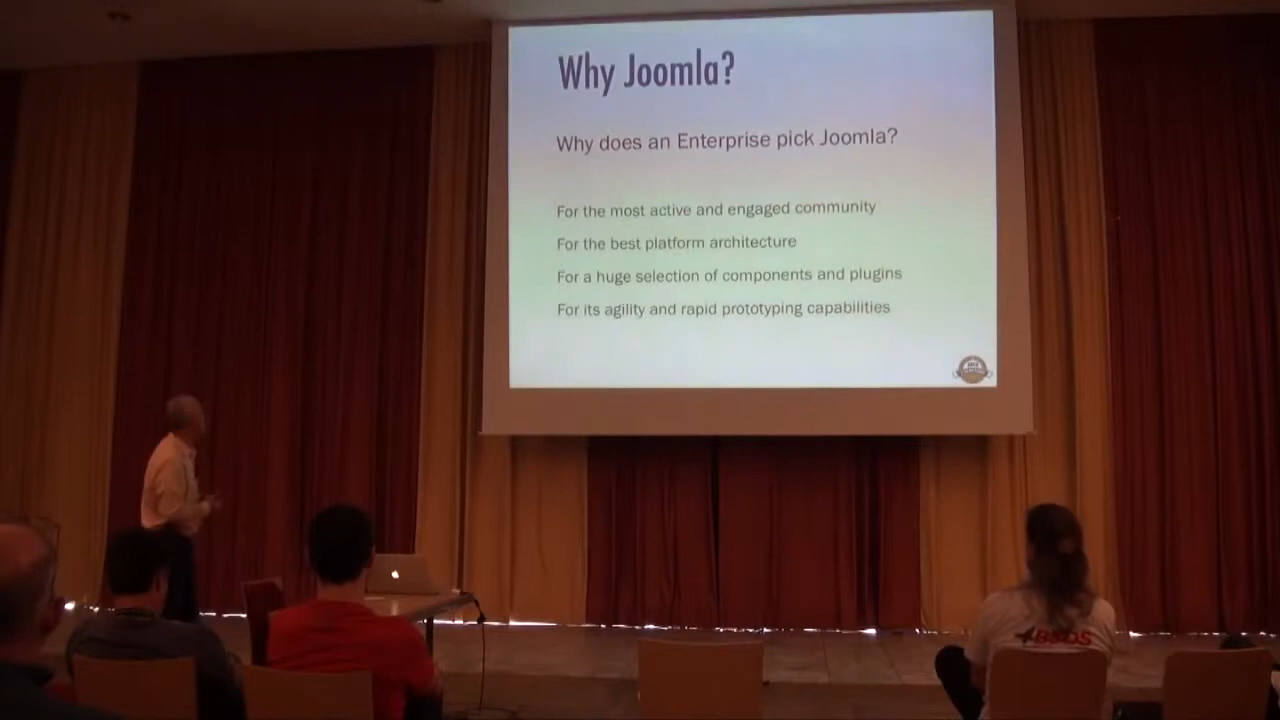 Why Joomla?
Why does an Enterprise pick Joomla?
For the most active and engaged community
For the best platform architecture
For a huge selection of components and plugins
For its agility and rapid prototyping capabilities